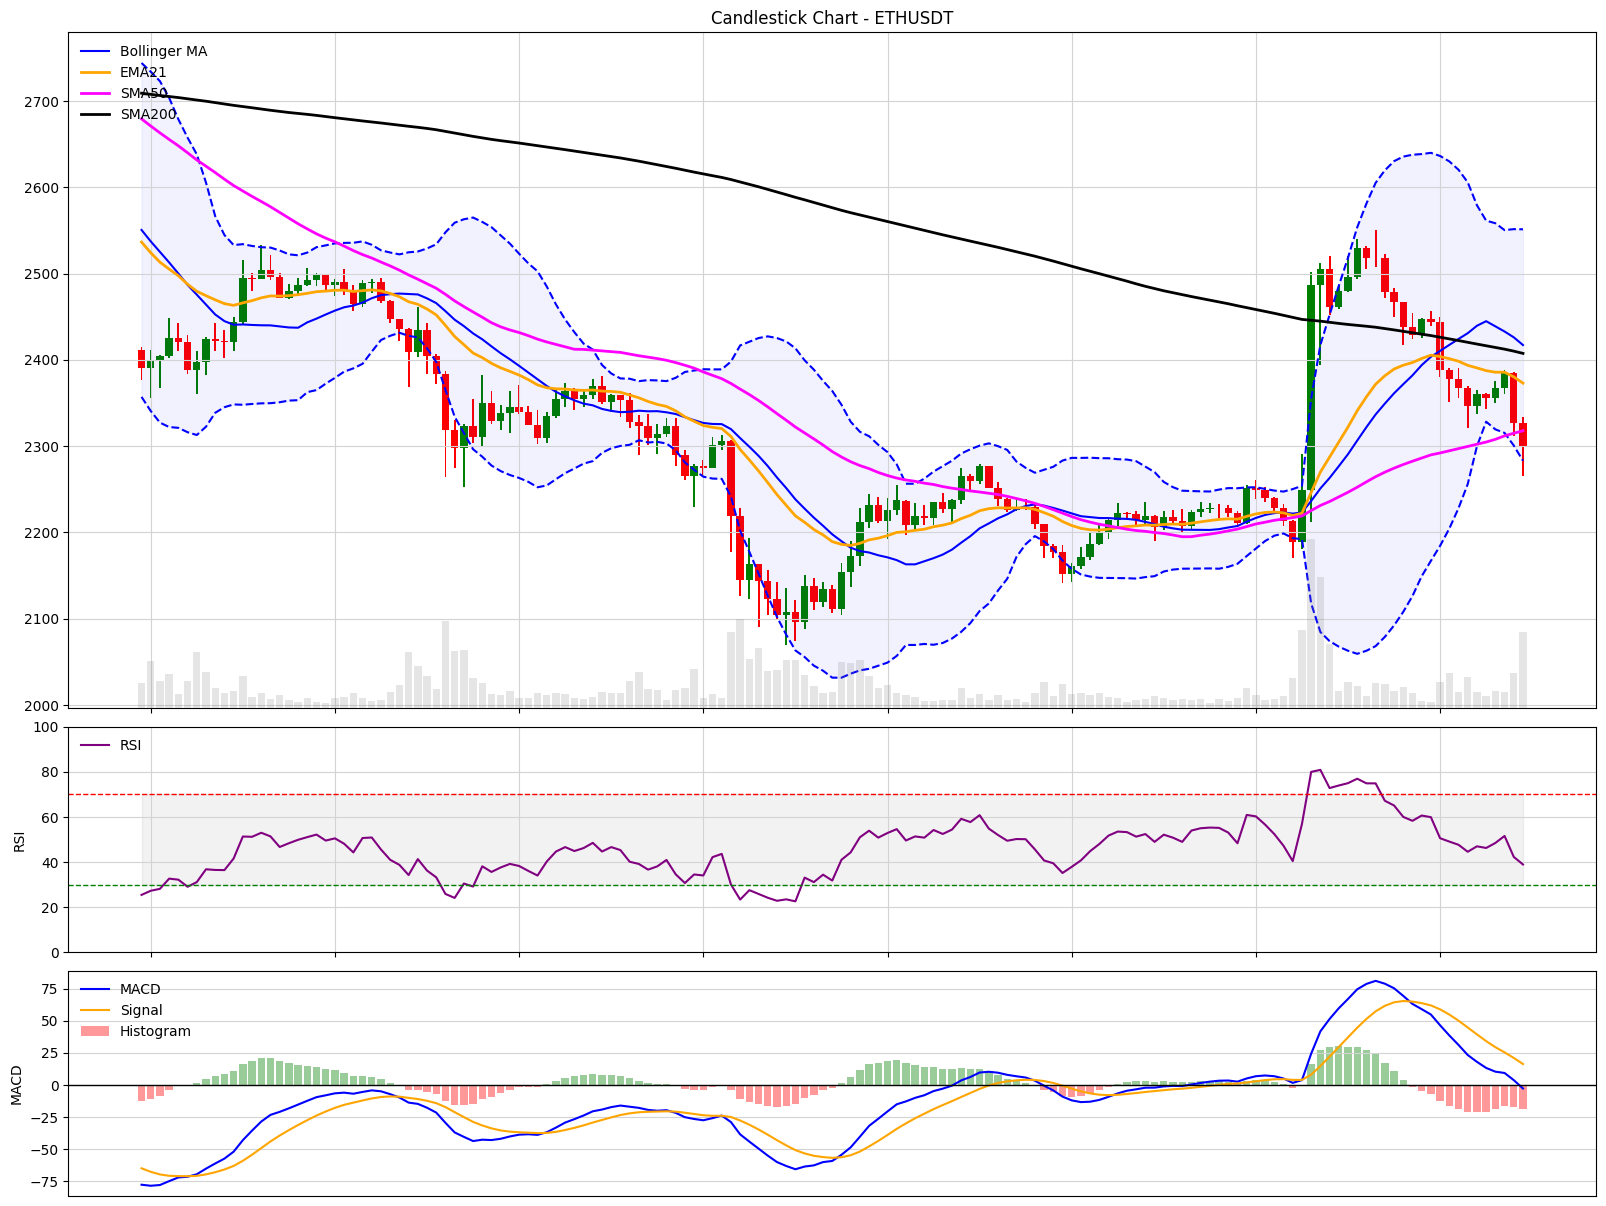 Candlestick Chart - ETHUSDT
Bollinger MA
EMA21
SMA50
SMA200
2700
2600
2500
2400
2300
2200
2100
2000
100
80
60
40
20
0
RSI
RSI
75
50
25
0
−25
−50
−75
MACD
MACD
Signal
Histogram